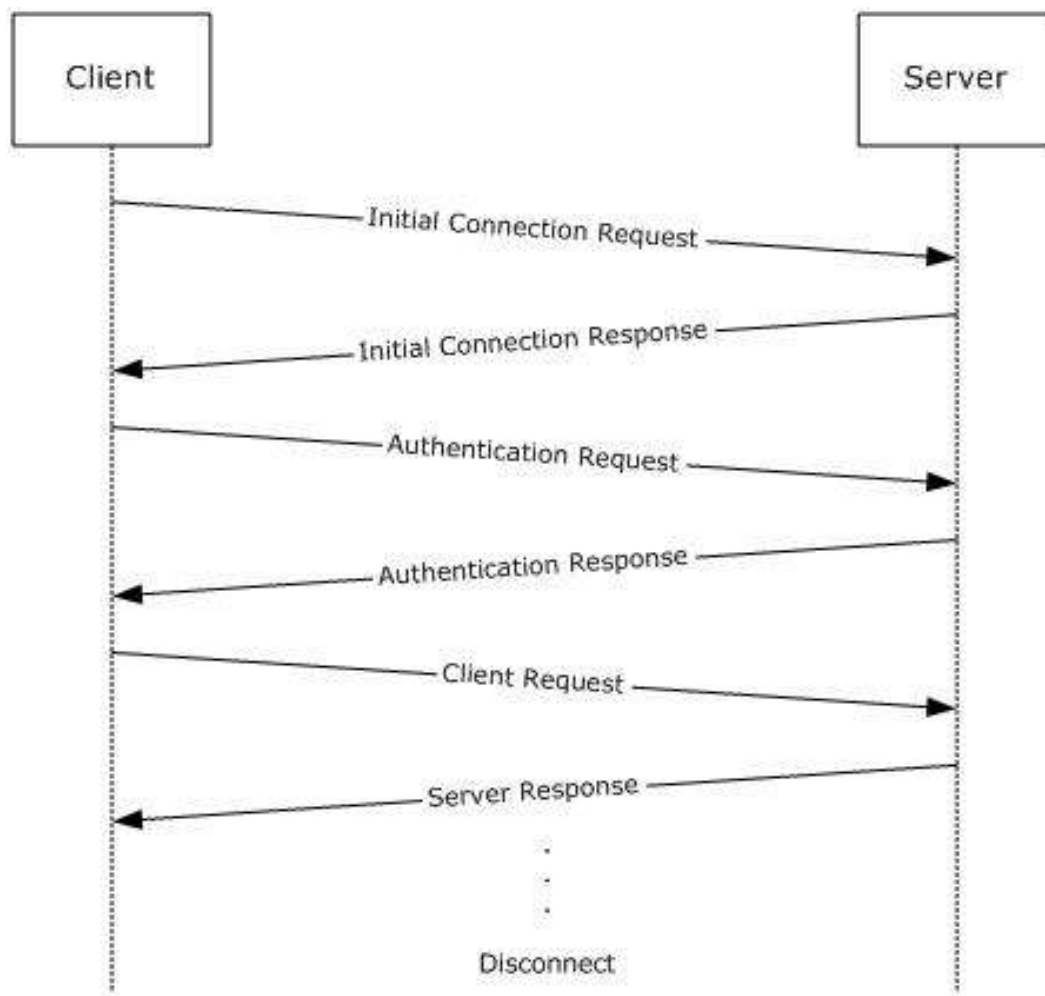 Client
Server
Initial Connection Request
Initial Connection Response
Authentication Request
Authentication Response
Client Request
Server Response
.
.
.
Disconnect